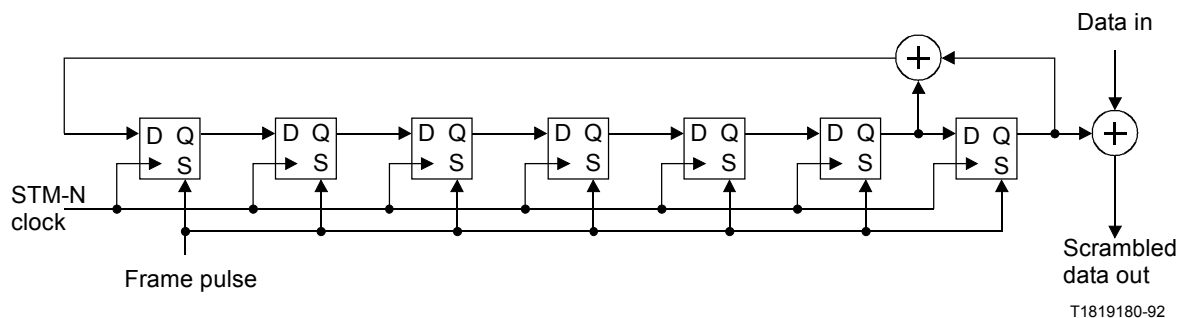 Data in
+
D Q
S
D Q
S
D Q
S
D Q
S
D Q
S
D Q
S
D Q
S
+
STM-N
clock
Frame pulse
Scrambled
data out
T1819180-92